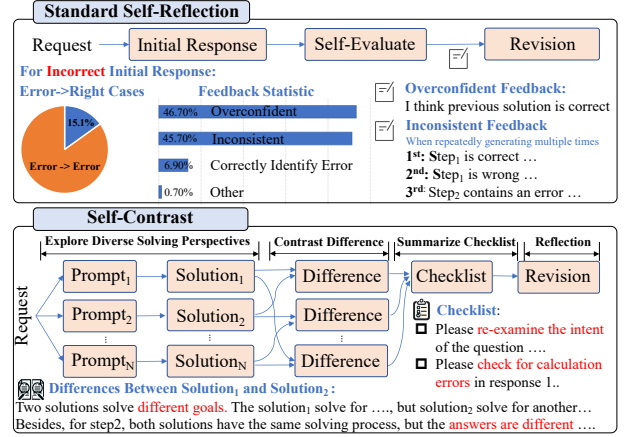 Standard Self-Reflection
Request
Initial Response
Self-Evaluate
Revision
For Incorrect Initial Response:
Error->Right Cases
15.1%
Error -> Error
Feedback Statistic
46.70% Overconfident
45.70% Inconsistent
6.90% Correctly Identify Error
0.70% Other
Overconfident Feedback:
I think previous solution is correct
Inconsistent Feedback
When repeatedly generating multiple times
1st: Step1 is correct …
2nd: Step1 is wrong …
3rd: Step2 contains an error …
Self-Contrast
Explore Diverse Solving Perspectives
Contrast Difference
Summarize Checklist
Reflection
Request
Prompt1
Solution1
Difference
Checklist
Revision
Prompt2
Solution2
Difference
⋮
⋮
⋮
PromptN
SolutionN
Difference
Checklist:
Please re-examine the intent
of the question ….
Please check for calculation
errors in response 1..
Differences Between Solution1 and Solution2 :
Two solutions solve different goals. The solution1 solve for …., but solution2 solve for another…
Besides, for step2, both solutions have the same solving process, but the answers are different ….